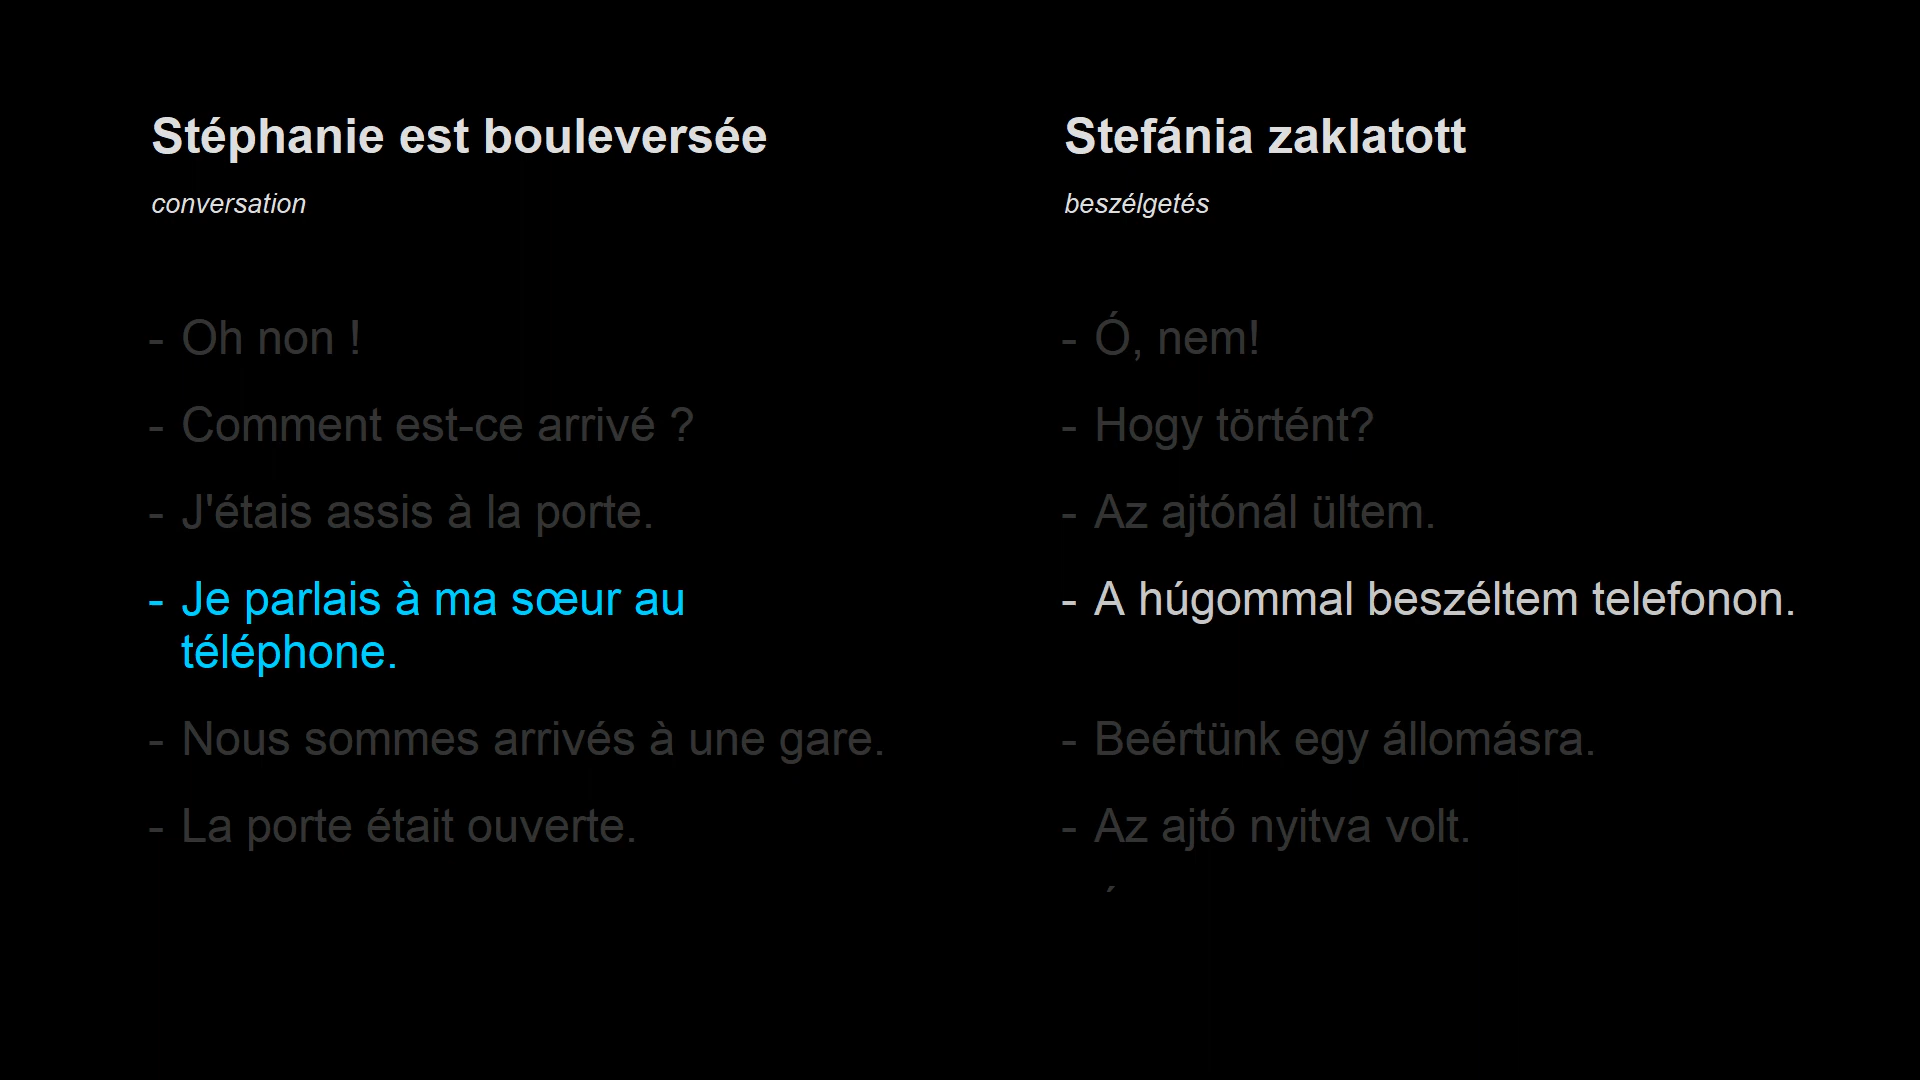 Stéphanie est bouleversée
conversation
- Oh non !
- Comment est-ce arrivé ?
- J'étais assis à la porte.
- Je parlais à ma sœur au
téléphone.
- Nous sommes arrivés à une gare.
- La porte était ouverte.
Stefánia zaklatott
beszélgetés
- Ó, nem!
- Hogy történt?
- Az ajtónál ültem.
- A húgommal beszéltem telefonon.
- Beértünk egy állomásra.
- Az ajtó nyitva volt.